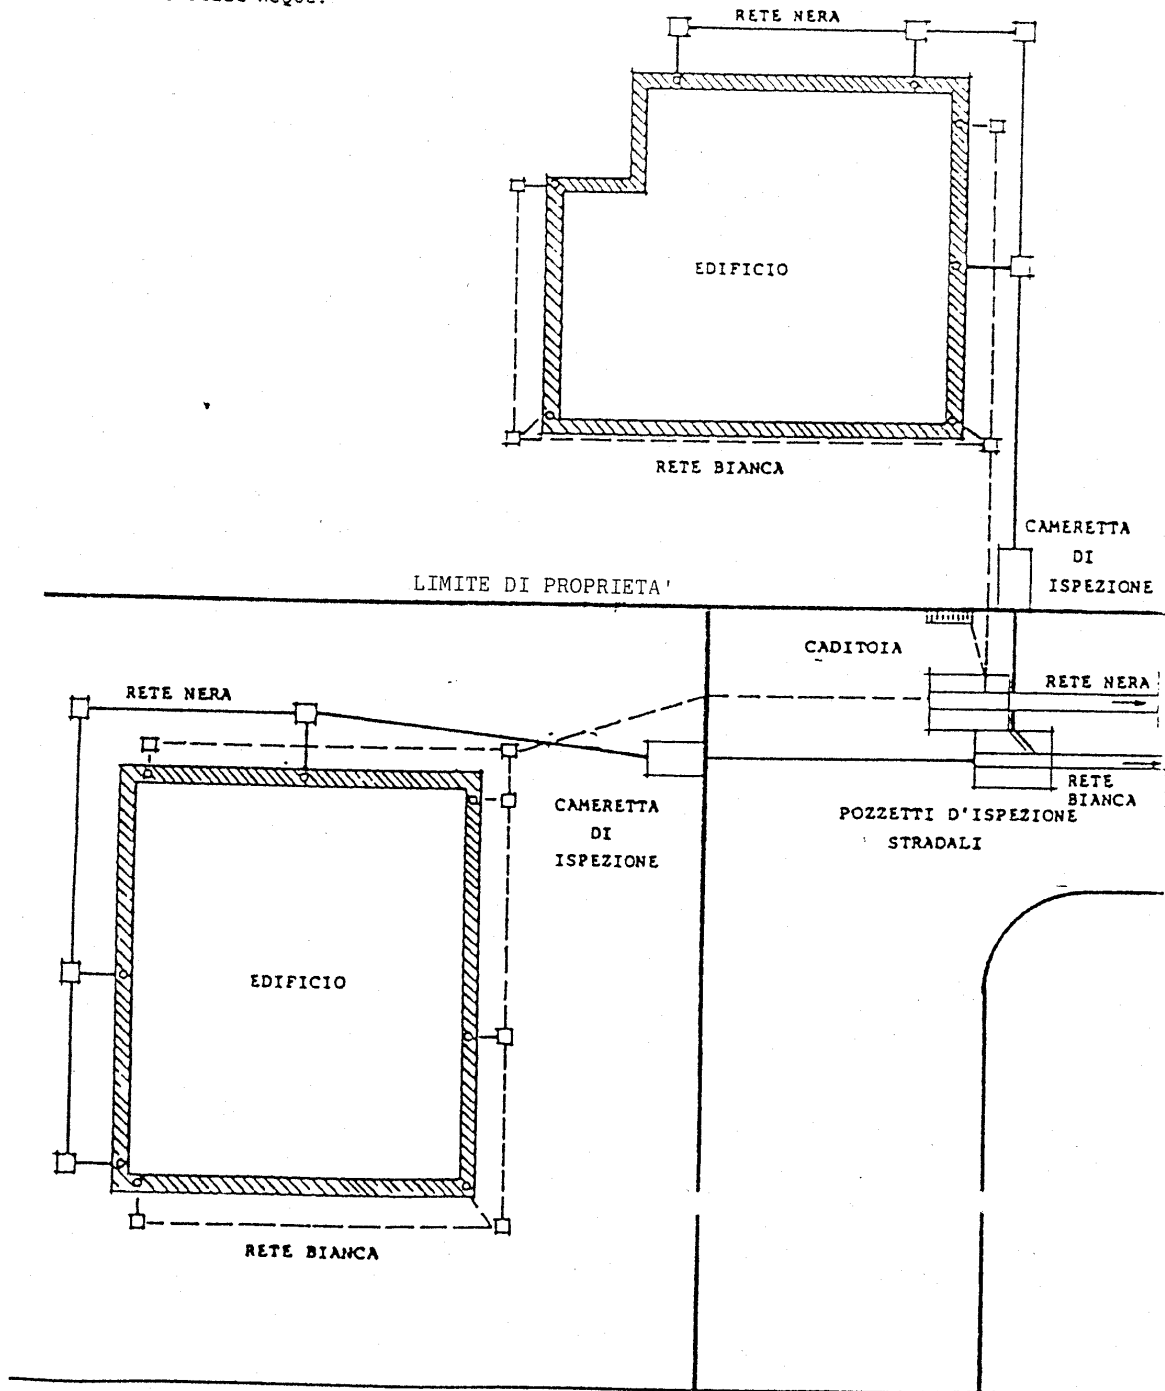 RETE NERA
EDIFICIO
RETE BIANCA
CAMERETTA
DI
ISPEZIONE
LIMITE DI PROPRIETA'
CADITOIA
RETE NERA
RETE NERA
RETE
BIANCA
CAMERETTA
DI
ISPEZIONE
POZZETTI D'ISPEZIONE
STRADALI
EDIFICIO
RETE BIANCA